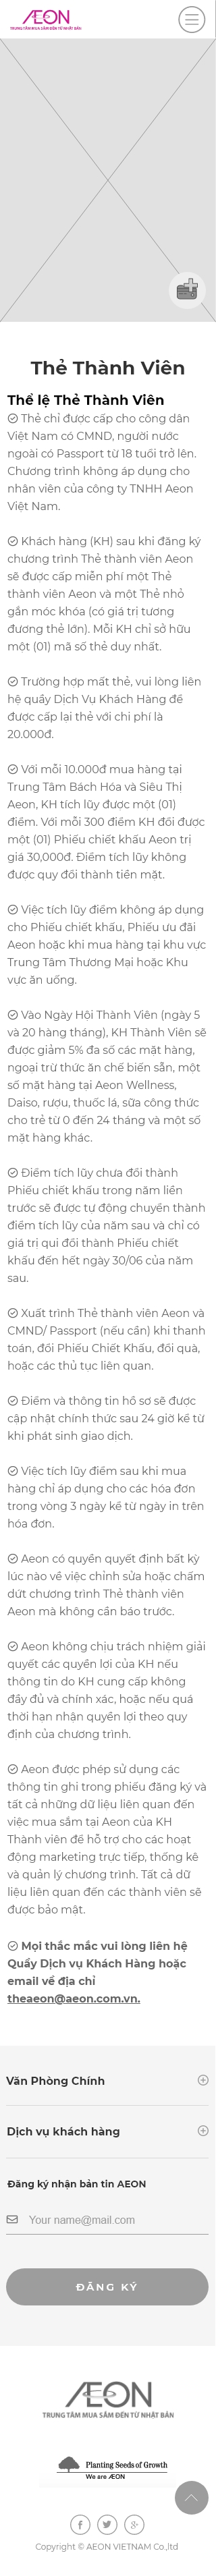 ÆON
TRUNG TÂM MUA SẮM ĐẾN TỪ NHẬT BẢN
Thẻ Thành Viên
Thể lệ Thẻ Thành Viên
Thẻ chỉ được cấp cho công dân
Việt Nam có CMND, người nước
ngoài có Passport từ 18 tuổi trở lên.
Chương trình không áp dụng cho
nhân viên của công ty TNHH Aeon
Việt Nam.
Khách hàng (KH) sau khi đăng ký
chương trình Thẻ thành viên Aeon
sẽ được cấp miễn phí một Thẻ
thành viên Aeon và một Thẻ nhỏ
gắn móc khóa (có giá trị tương
đương thẻ lớn). Mỗi KH chỉ sở hữu
một (01) mã số thẻ duy nhất.
Trường hợp mất thẻ, vui lòng liên
hệ quầy Dịch Vụ Khách Hàng để
được cấp lại thẻ với chi phí là
20.000đ.
Với mỗi 10.000đ mua hàng tại
Trung Tâm Bách Hóa và Siêu Thị
Aeon, KH tích lũy được một (01)
điểm. Với mỗi 300 điểm KH đổi được
một (01) Phiếu chiết khấu Aeon trị
giá 30,000đ. Điểm tích lũy không
được quy đổi thành tiền mặt.
Việc tích lũy điểm không áp dụng
cho Phiếu chiết khấu, Phiếu ưu đãi
Aeon hoặc khi mua hàng tại khu vực
Trung Tâm Thương Mại hoặc Khu
vực ăn uống.
Vào Ngày Hội Thành Viên (ngày 5
và 20 hàng tháng), KH Thành Viên sẽ
được giảm 5% đa số các mặt hàng,
ngoại trừ thức ăn chế biến sẵn, một
số mặt hàng tại Aeon Wellness,
Daiso, rượu, thuốc lá, sữa công thức
cho trẻ từ 0 đến 24 tháng và một số
mặt hàng khác.
Điểm tích lũy chưa đổi thành
Phiếu chiết khấu trong năm liền
trước sẽ được tự động chuyển thành
điểm tích lũy của năm sau và chỉ có
giá trị qui đổi thành Phiếu chiết
khấu đến hết ngày 30/06 của năm
sau.
Xuất trình Thẻ thành viên Aeon và
CMND/ Passport (nếu cần) khi thanh
toán, đổi Phiếu Chiết Khấu, đổi quà,
hoặc các thủ tục liên quan.
Điểm và thông tin hồ sơ sẽ được
cập nhật chính thức sau 24 giờ kể từ
khi phát sinh giao dịch.
Việc tích lũy điểm sau khi mua
hàng chỉ áp dụng cho các hóa đơn
trong vòng 3 ngày kể từ ngày in trên
hóa đơn.
Aeon có quyền quyết định bất kỳ
lúc nào về việc chỉnh sửa hoặc chấm
dứt chương trình Thẻ thành viên
Aeon mà không cần báo trước.
Aeon không chịu trách nhiệm giải
quyết các quyền lợi của KH nếu
thông tin do KH cung cấp không
đầy đủ và chính xác, hoặc nếu quá
thời hạn nhận quyền lợi theo quy
định của chương trình.
Aeon được phép sử dụng các
thông tin ghi trong phiếu đăng ký và
tất cả những dữ liệu liên quan đến
việc mua sắm tại Aeon của KH
Thành viên để hỗ trợ cho các hoạt
động marketing trực tiếp, thống kê
và quản lý chương trình. Tất cả dữ
liệu liên quan đến các thành viên sẽ
được bảo mật.
Mọi thắc mắc vui lòng liên hệ
Quầy Dịch vụ Khách Hàng hoặc
email về địa chỉ
theaeon@aeon.com.vn.
Văn Phòng Chính
Dịch vụ khách hàng
Đăng ký nhận bản tin AEON
Your name@mail.com
ĐĂNG KÝ
ÆON
TRUNG TÂM MUA SẮM ĐẾN TỪ NHẬT BẢN
Planting Seeds of Growth
We are ÆON
Copyright © AEON VIETNAM Co.,ltd